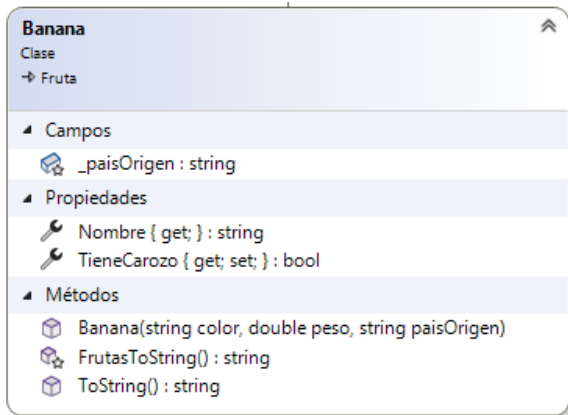 Banana
Clase
Fruta
Campos
_paisOrigen : string
Propiedades
Nombre { get; } : string
TieneCarozo { get; set; } : bool
Métodos
Banana(string color, double peso, string paisOrigen)
FrutasToString() : string
ToString() : string